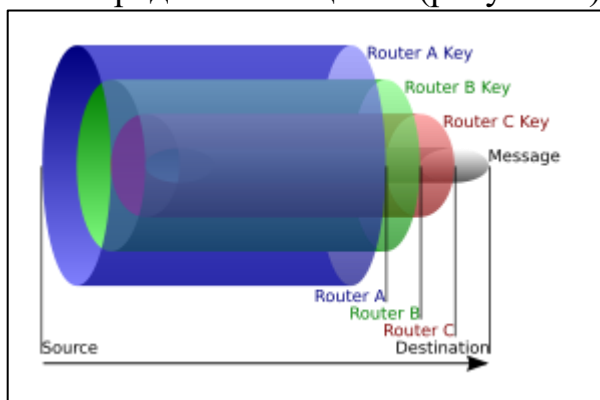 Router A Key
Router B Key
Router C Key
Message
Router A
Router B
Router C
Source
Destination